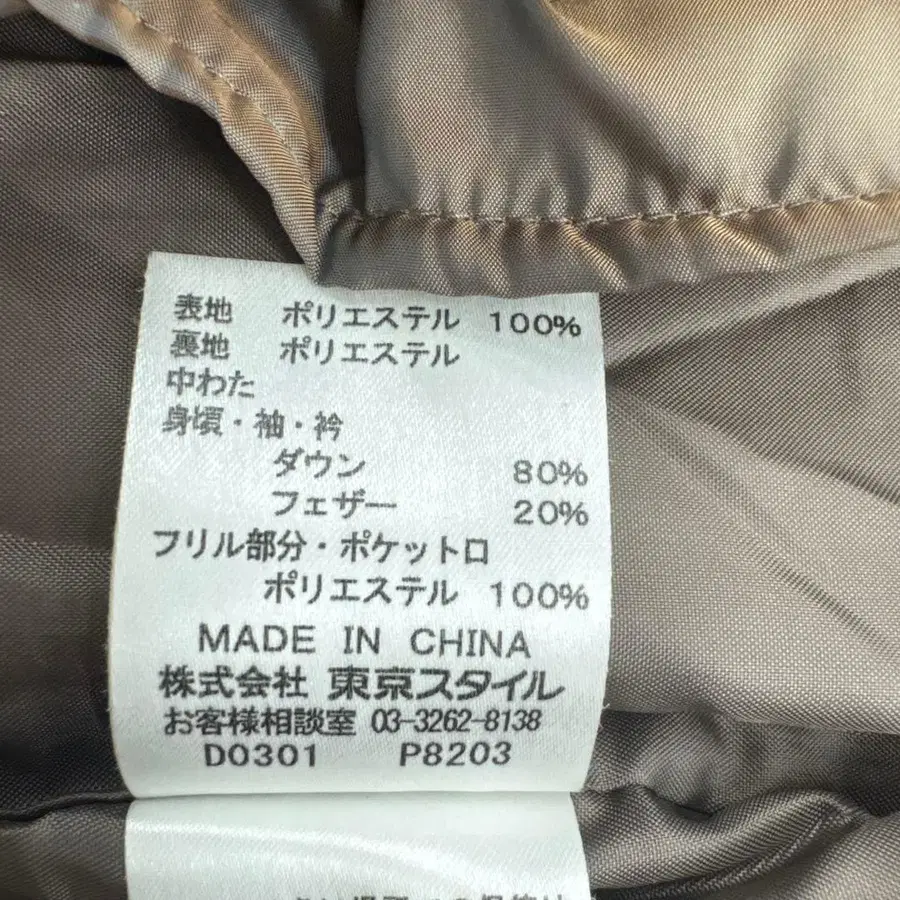 表地 ポリエステル 100%
裏地 ポリエステル
中わた
身頃・袖・衿
ダウン 80%
フェザー 20%
フリル部分・ポケット口
ポリエステル 100%
MADE IN CHINA
株式会社 東京スタイル
お客様相談室 03-3262-8138
D0301 P8203